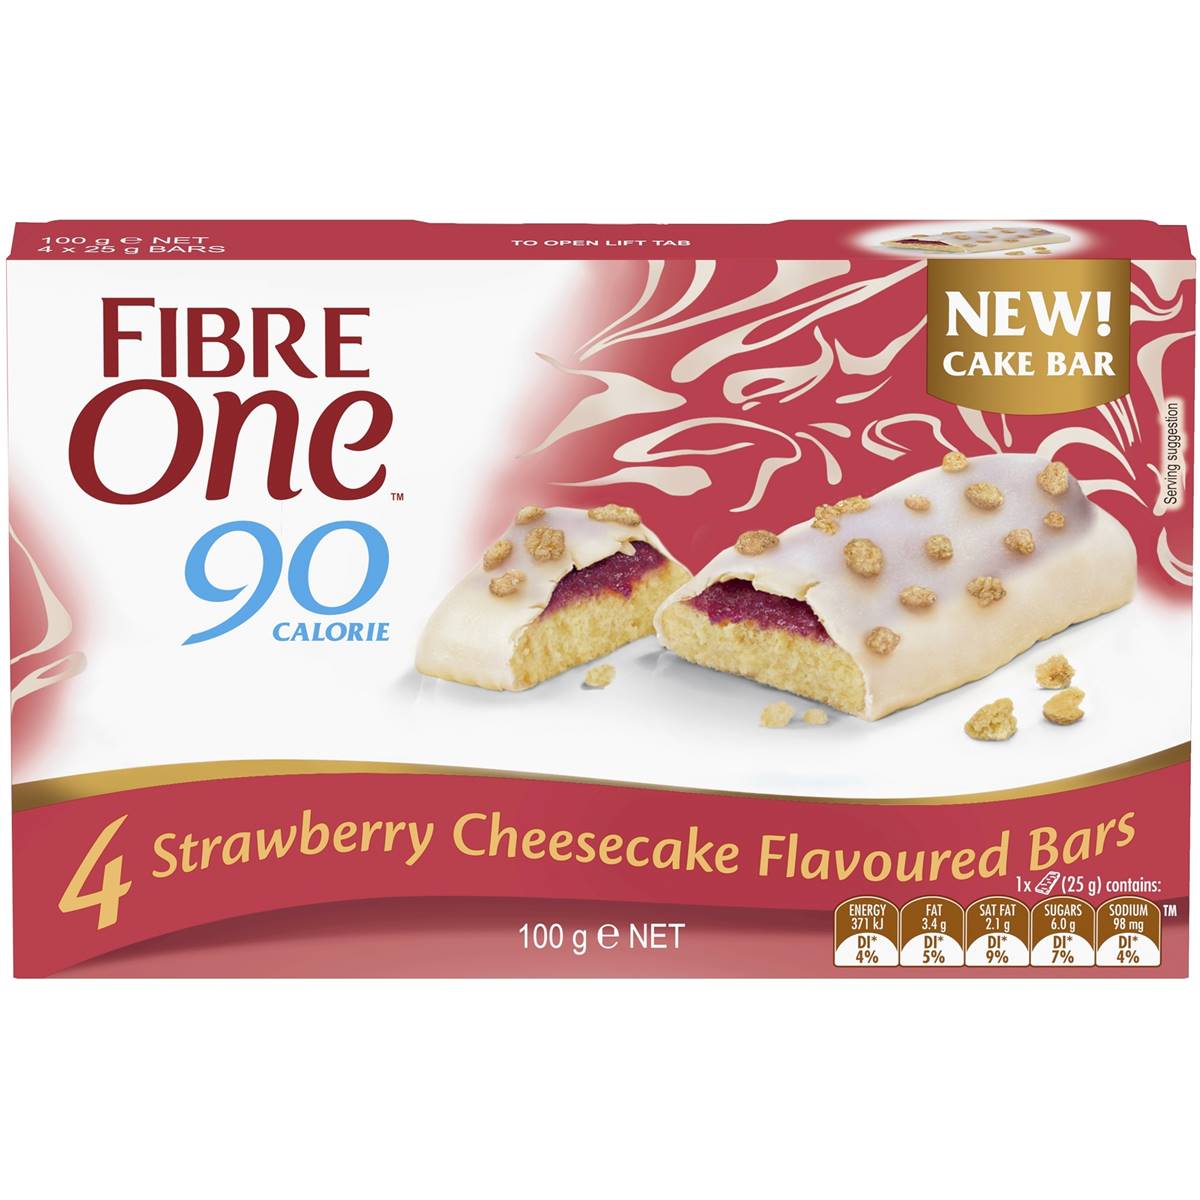 100 g e NET
4 x 25 g BARS
TO OPEN LIFT TAB
FIBRE
One™
90
CALORIE
NEW!
CAKE BAR
Serving suggestion
4 Strawberry Cheesecake Flavoured Bars
1x (25 g) contains:
ENERGY 371 kJ DI* 4%
FAT 3.4 g DI* 5%
SAT FAT 2.1 g DI* 9%
SUGARS 6.0 g DI* 7%
SODIUM 98 mg DI* 4%
™
100 g e NET